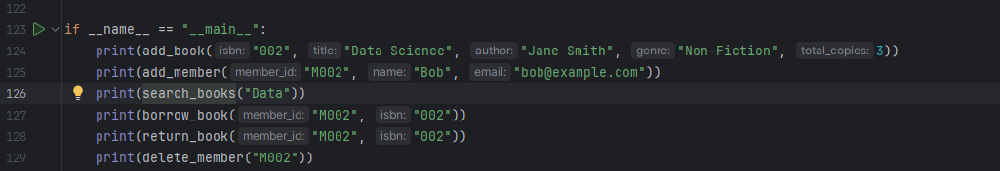 122
123 if __name__ == "__main__":
124 print(add_book( isbn: "002", title: "Data Science", author: "Jane Smith", genre: "Non-Fiction", total_copies: 3))
125 print(add_member( member_id: "M002", name: "Bob", email: "bob@example.com"))
126 print(search_books("Data"))
127 print(borrow_book( member_id: "M002", isbn: "002"))
128 print(return_book( member_id: "M002", isbn: "002"))
129 print(delete_member("M002"))